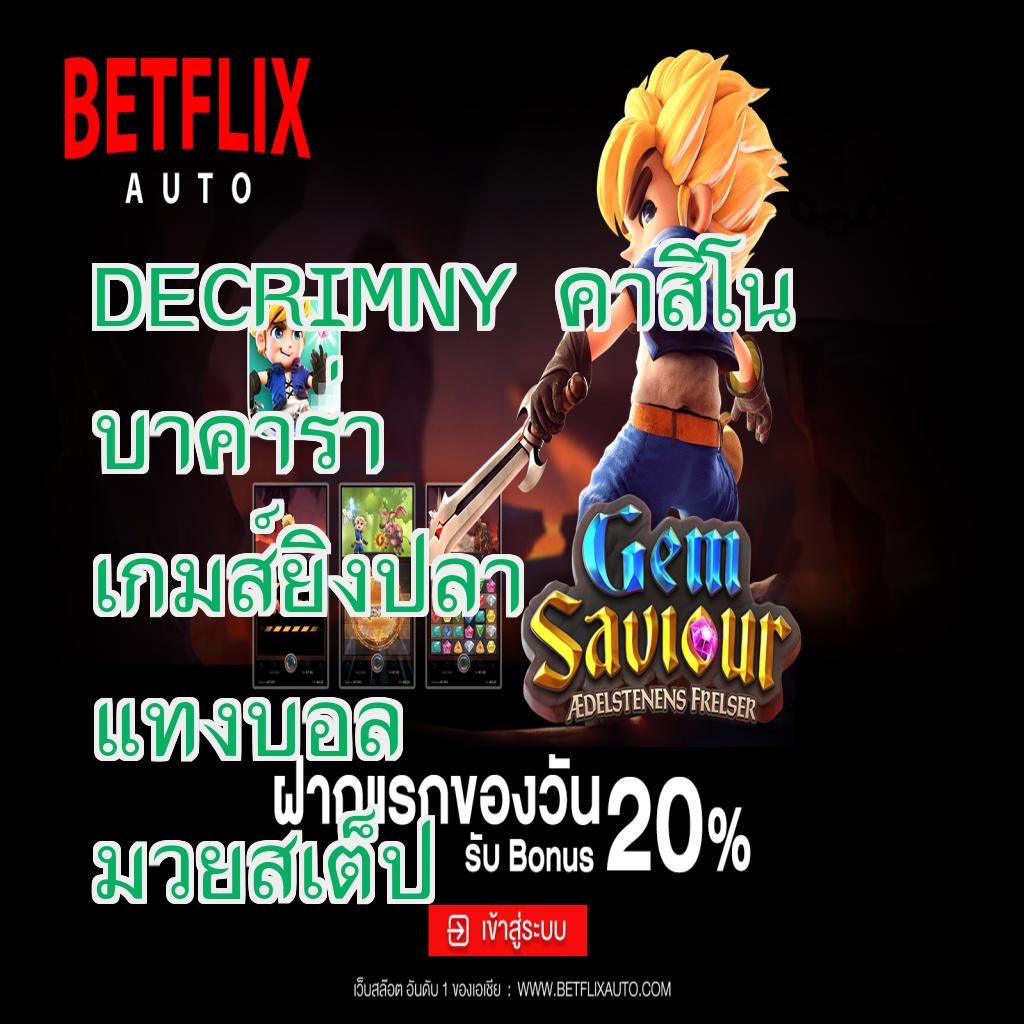 BETFLIX
AUTO
DECRIMNY คาสิโน
บาคาร่า
เกมส์ยิงปลา
Gem
Saviour
ÆDELSTENENS FRELSER
แทงบอล
ฝากแรกของวัน 20%
รับ Bonus
มวยสเต็ป
เข้าสู่ระบบ
เว็บสล๊อต อันดับ 1 ของเอเชีย : WWW.BETFLIXAUTO.COM